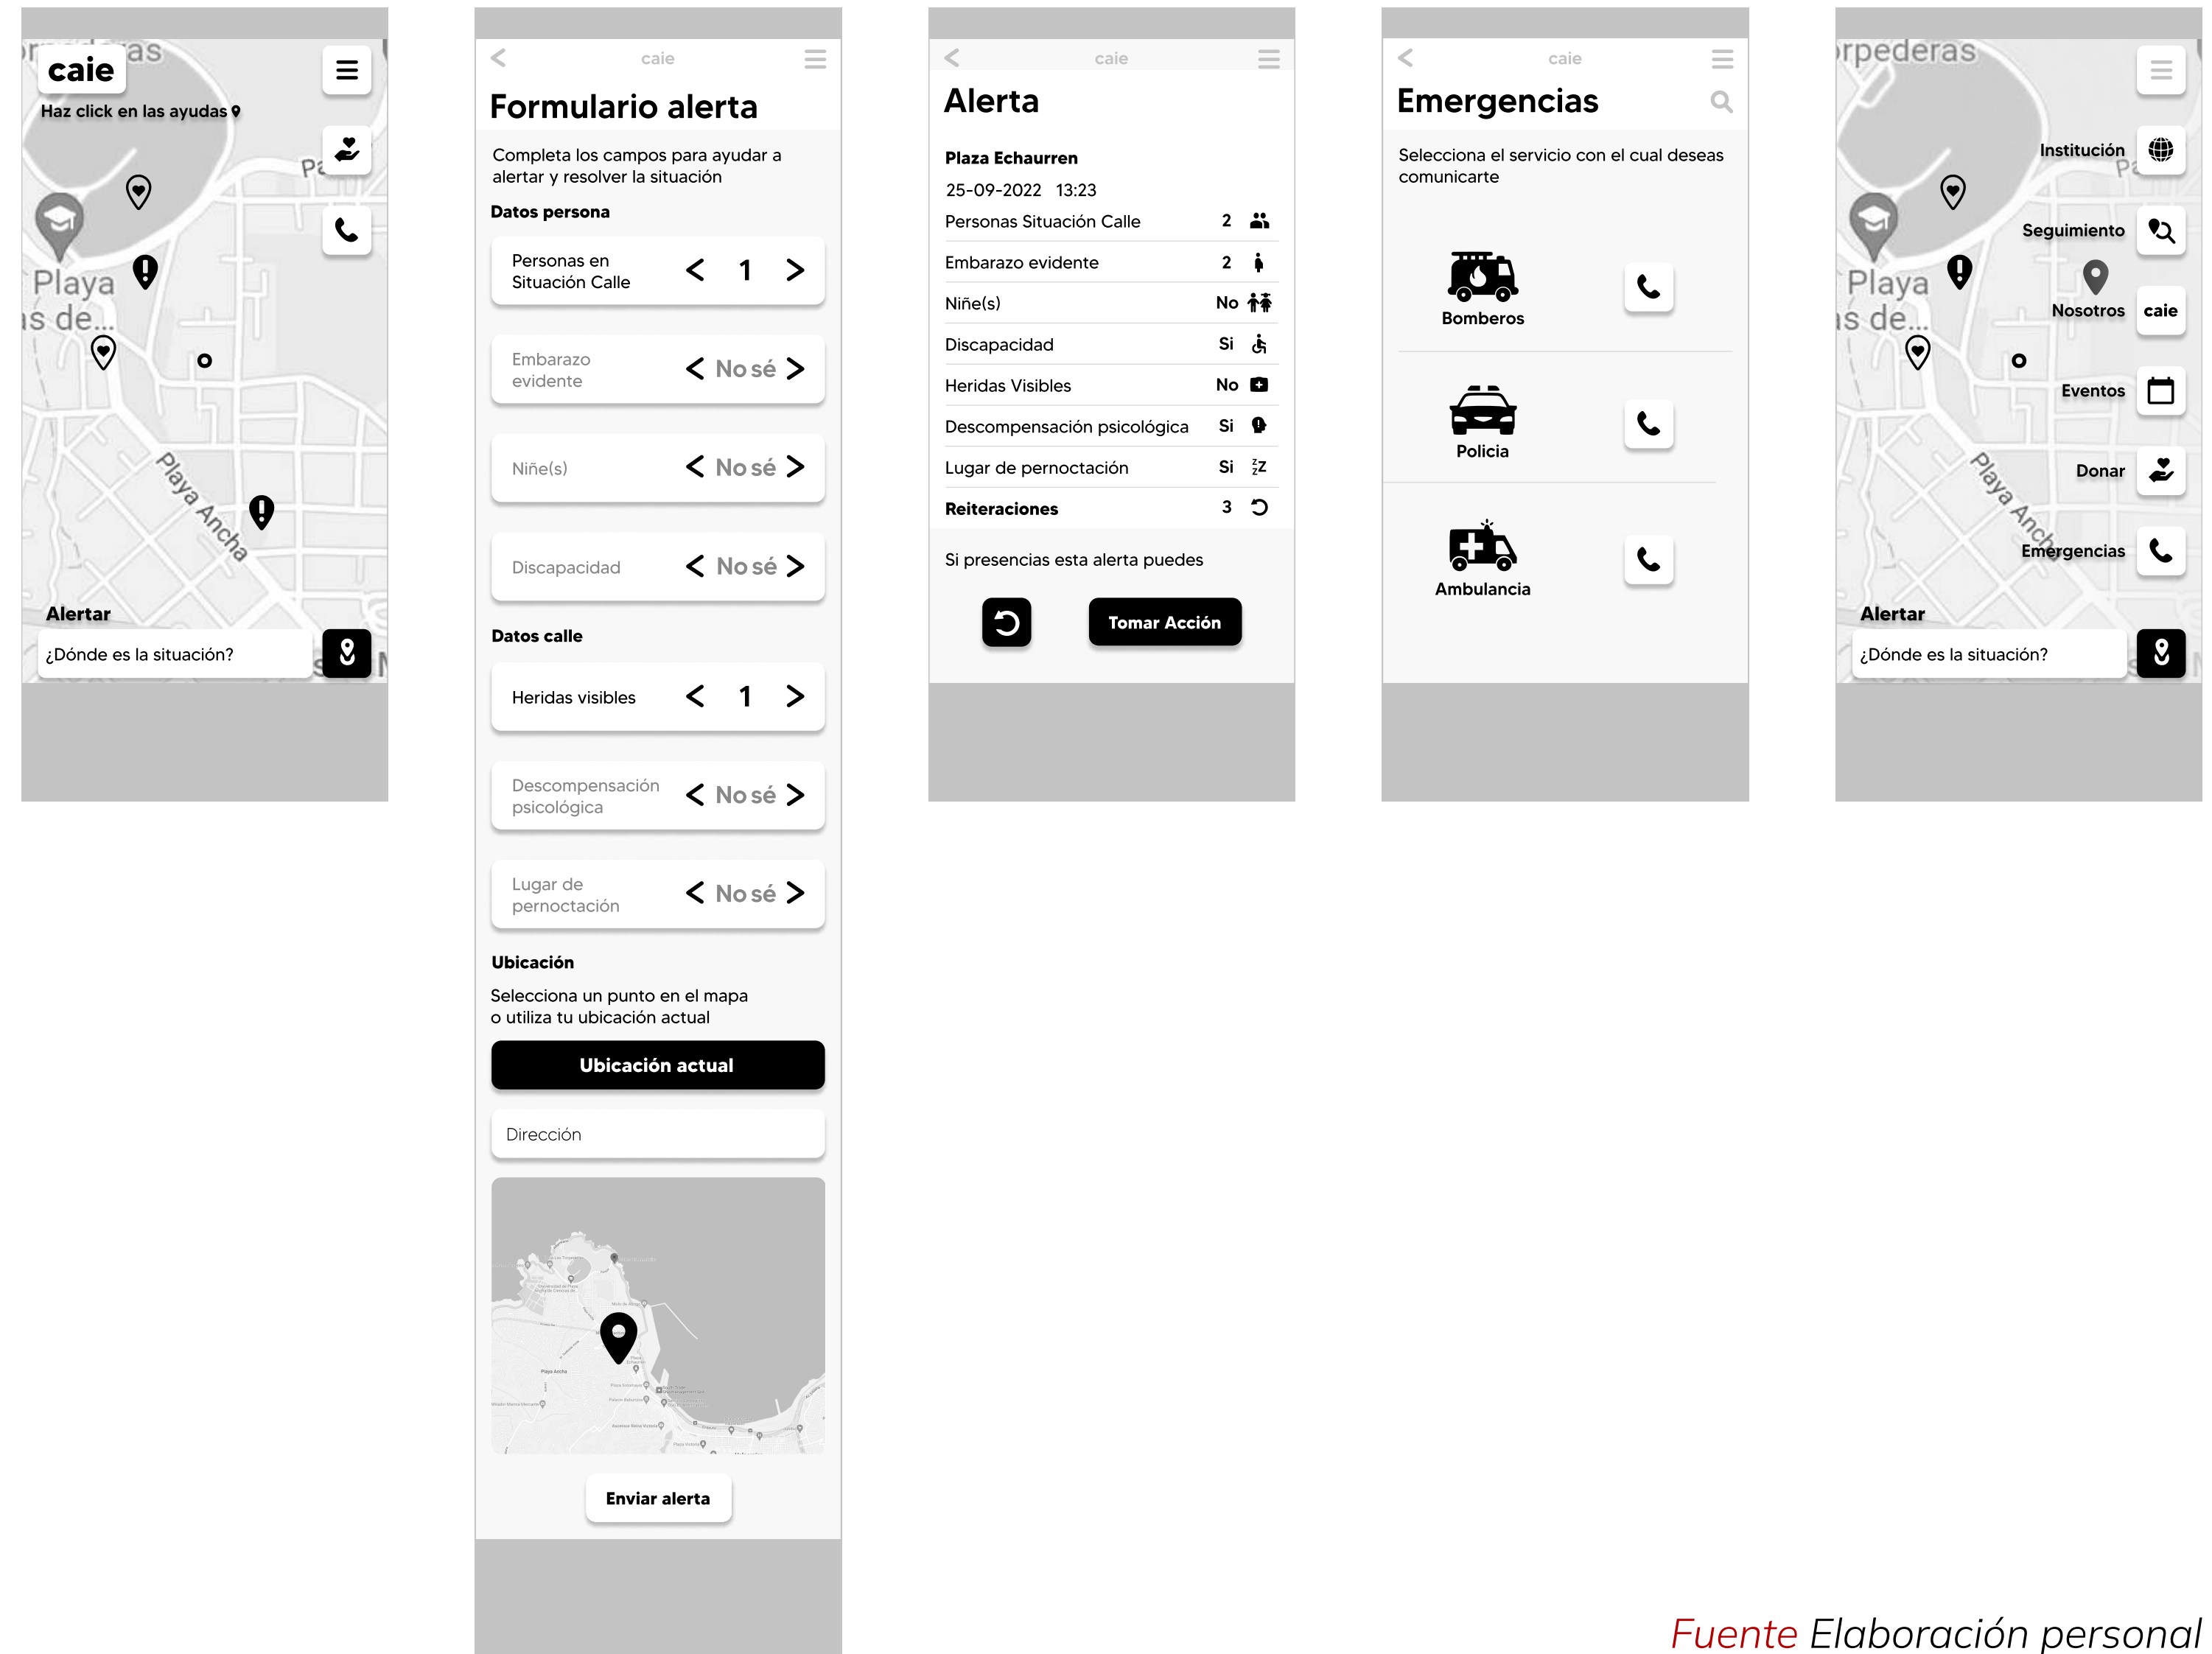 caie
Haz click en las ayudas
Playa
Playa Ancha
Alertar
¿Dónde es la situación?
caie
Formulario alerta
Completa los campos para ayudar a
alertar y resolver la situación
Datos persona
Personas en
Situación Calle
1
Embarazo
evidente
No sé
Niñe(s)
No sé
Discapacidad
No sé
Datos calle
Heridas visibles
1
Descompensación
psicológica
No sé
Lugar de
pernoctación
No sé
Ubicación
Selecciona un punto en el mapa
o utiliza tu ubicación actual
Ubicación actual
Dirección
Playa Ancha
Enviar alerta
caie
Alerta
Plaza Echaurren
25-09-2022 13:23
Personas Situación Calle 2
Embarazo evidente 2
Niñe(s) No
Discapacidad Si
Heridas Visibles No
Descompensación psicológica Si
Lugar de pernoctación Si
Reiteraciones 3
Si presencias esta alerta puedes
Tomar Acción
caie
Emergencias
Selecciona el servicio con el cual deseas
comunicarte
Bomberos
Policia
Ambulancia
rpederas
Institución
Seguimiento
Playa
Nosotros
caie
Eventos
Donar
Playa Ancha
Emergencias
Alertar
¿Dónde es la situación?
Fuente Elaboración personal